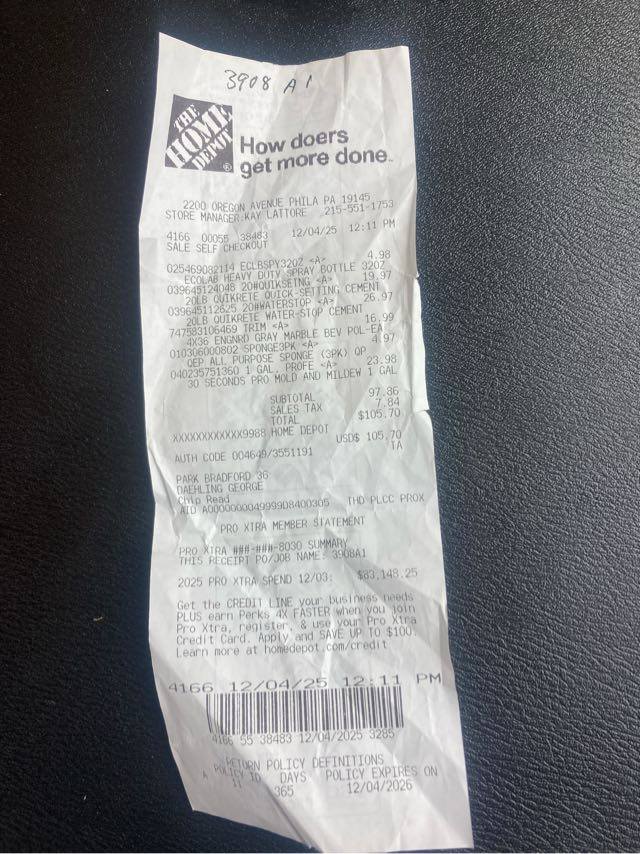 3908 A1
THE
HOME
DEPOT
®
How doers
get more done™
2200 OREGON AVENUE PHILA PA 19145
STORE MANAGER:KAY LATTORE 215-551-1753
4166 00055 38483 12/04/25 12:11 PM
SALE SELF CHECKOUT
025469082114 ECLBSPY320Z <A> 4.98
ECOLAB HEAVY DUTY SPRAY BOTTLE 320Z
039645124048 20#QUIKSETNG <A> 19.97
20LB QUIKRETE QUICK-SETTING CEMENT
039645112625 20#WATERSTOP <A> 26.97
20LB QUIKRETE WATER-STOP CEMENT
747583106469 TRIM <A> 16.99
4X36 ENGNRD GRAY MARBLE BEV POL-EA
010306000802 SPONGE3PK <A> 4.97
QEP ALL PURPOSE SPONGE (3PK) QP
040235751360 1 GAL. PROFE <A> 23.98
30 SECONDS PRO MOLD AND MILDEW 1 GAL
SUBTOTAL 97.86
SALES TAX 7.84
TOTAL $105.70
XXXXXXXXXXXX9988 HOME DEPOT
USD$ 105.70
AUTH CODE 004649/3551191 TA
PARK BRADFORD 36
DAEHLING GEORGE
Chip Read
AID A0000000049999D8400305 THD PLCC PROX
PRO XTRA MEMBER STATEMENT
PRO XTRA ###-###-8030 SUMMARY
THIS RECEIPT PO/JOB NAME: 3908A1
2025 PRO XTRA SPEND 12/03: $83,148.25
Get the CREDIT LINE your business needs
PLUS earn Perks 4X FASTER when you join
Pro Xtra, register, & use your Pro Xtra
Credit Card. Apply and SAVE UP TO $100.
Learn more at homedepot.com/credit
4166 12/04/25 12:11 PM
4166 55 38483 12/04/2025 3285
RETURN POLICY DEFINITIONS
POLICY ID DAYS POLICY EXPIRES ON
A 11 365 12/04/2026